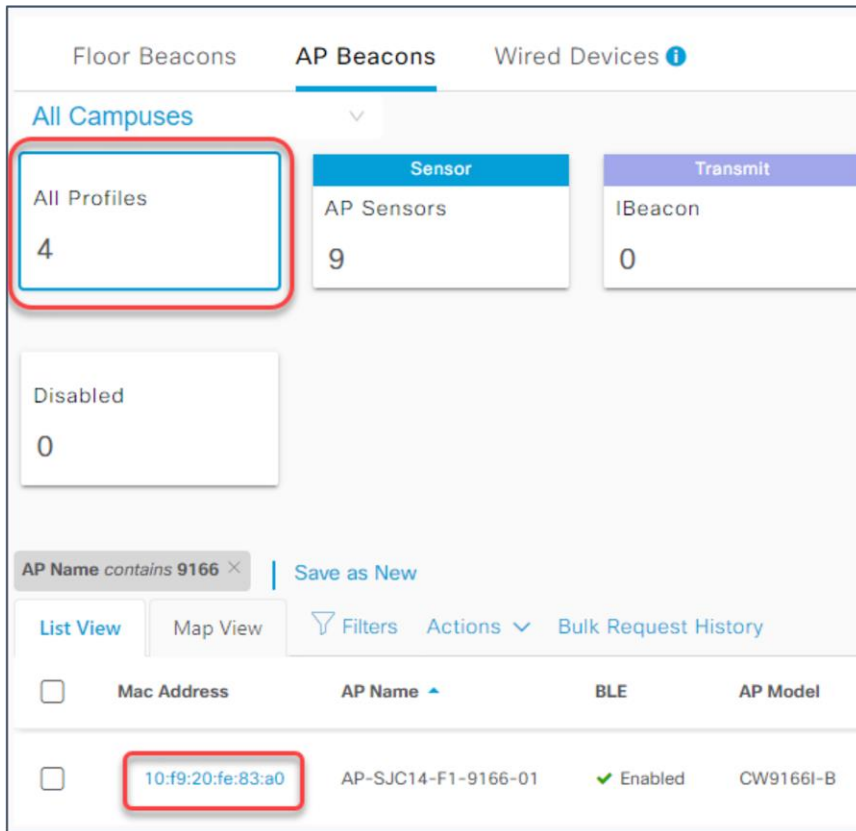 Floor Beacons AP Beacons Wired Devices i
All Campuses
All Profiles
4
Sensor
AP Sensors
9
Transmit
IBeacon
0
Disabled
0
AP Name contains 9166 × Save as New
List View Map View Filters Actions Bulk Request History
Mac Address AP Name BLE AP Model
10:f9:20:fe:83:a0 AP-SJC14-F1-9166-01 Enabled CW9166I-B